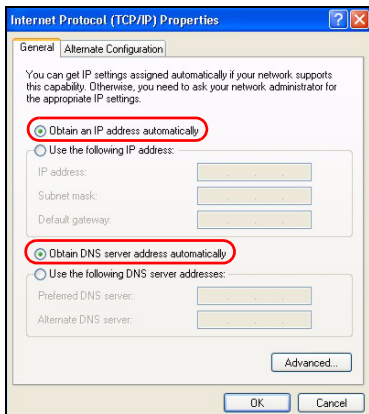 Internet Protocol (TCP/IP) Properties
General
Alternate Configuration
You can get IP settings assigned automatically if your network supports
this capability. Otherwise, you need to ask your network administrator for
the appropriate IP settings.
Obtain an IP address automatically
Use the following IP address:
IP address:
Subnet mask:
Default gateway:
Obtain DNS server address automatically
Use the following DNS server addresses:
Preferred DNS server:
Alternate DNS server:
Advanced...
OK
Cancel